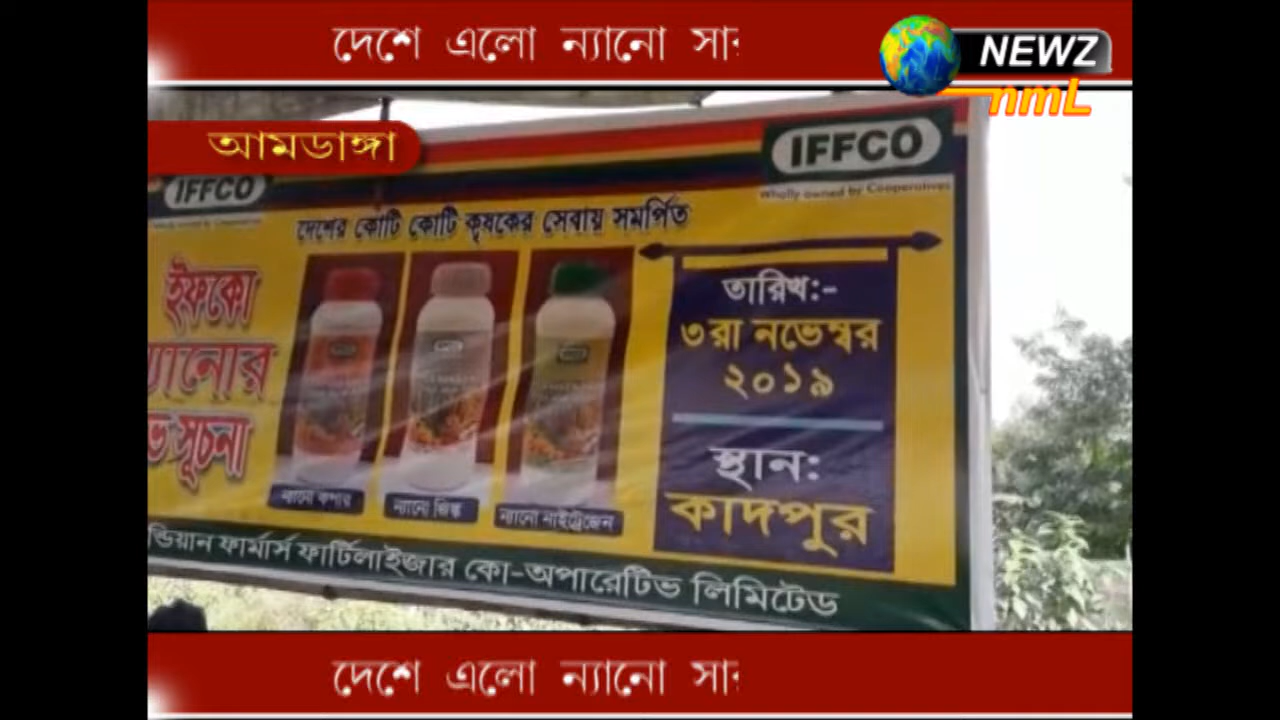 দেশে এলো ন্যানো
NEWZ
nmL
আমডাঙ্গা
IFFCO
Wholly owned by Cooperatives
IFFCO
দেশের কোটি কোটি কৃষকের সেবায় সমর্পিত
ইফকো
সূচনা
ন্যানো কপার
ন্যানো জিঙ্ক
ন্যানো নাইট্রোজেন
তারিখ:-
৩রা নভেম্বর
২০১৯
স্থান:
কাদপুর
ফার্মার্স ফার্টিলাইজার কো-অপারেটিভ লিমিটেড
দেশে এলো ন্যানো